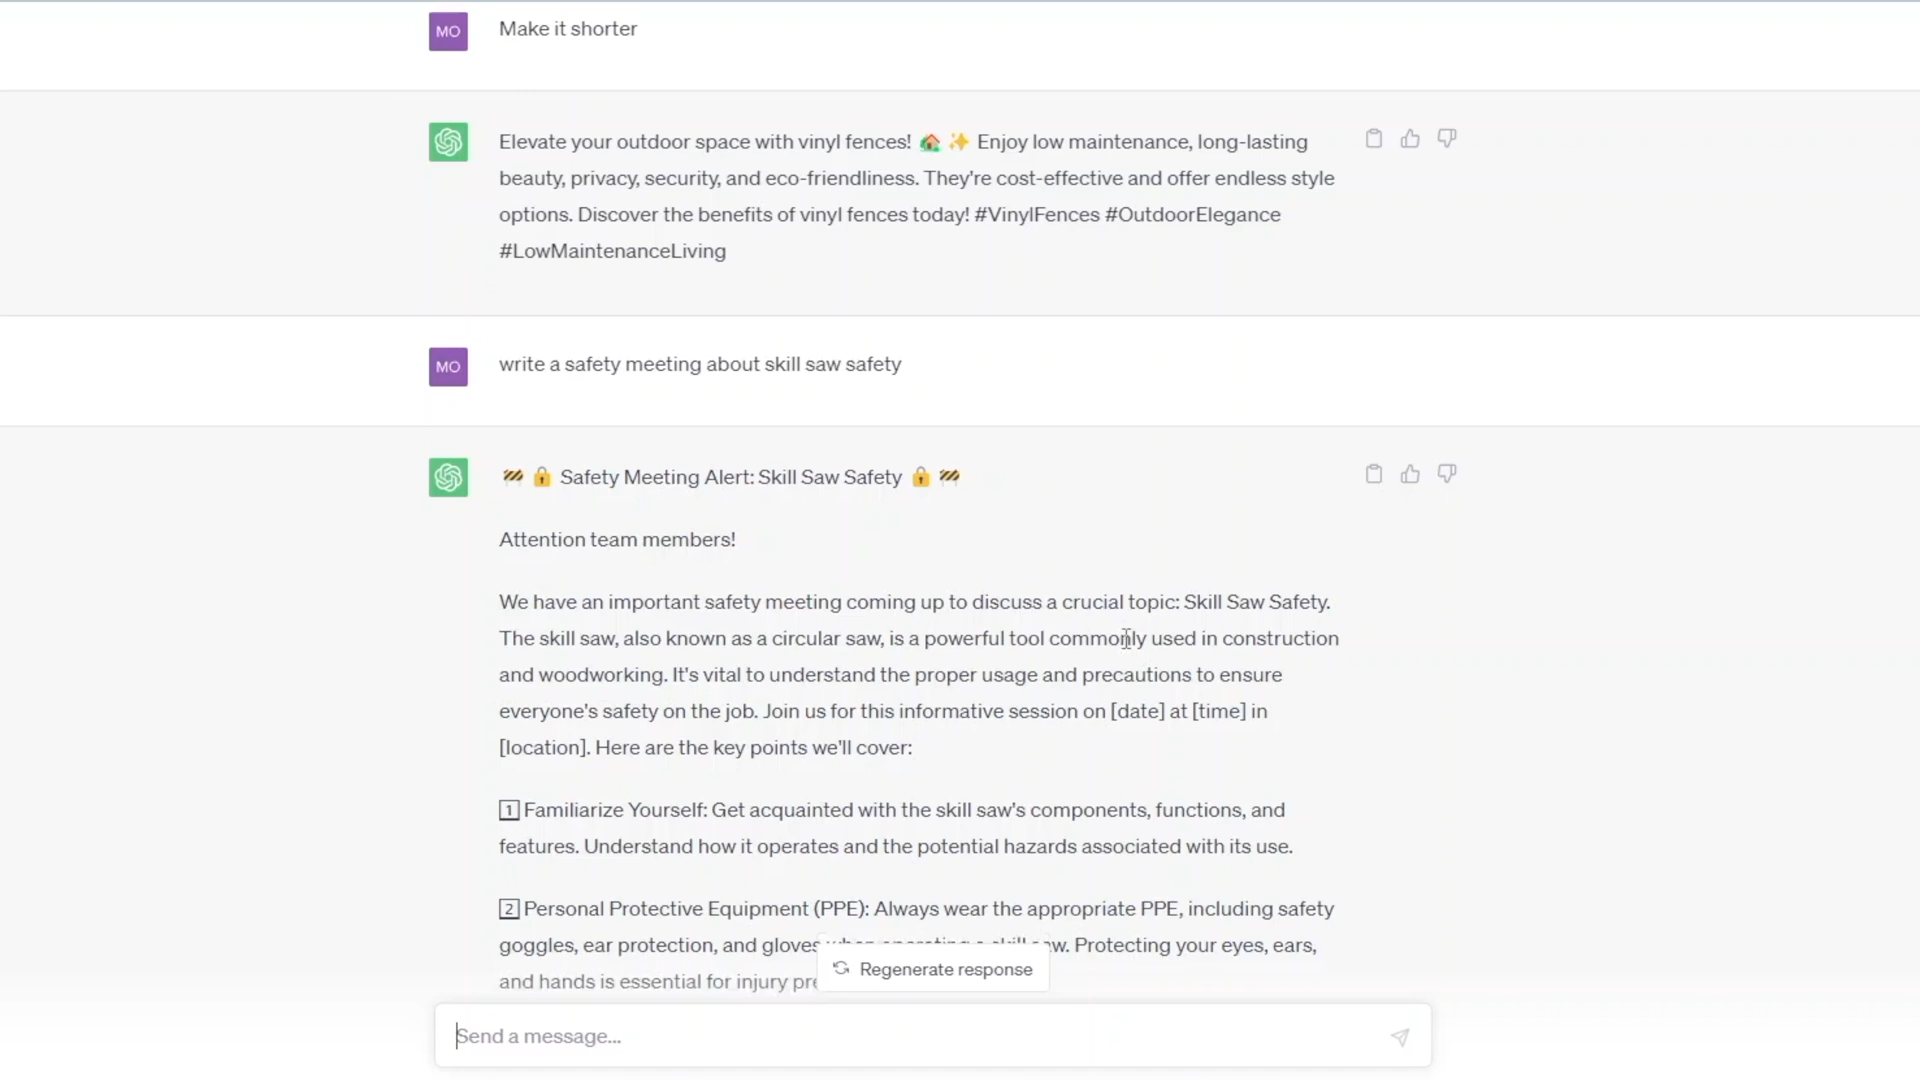 MO Make it shorter
Elevate your outdoor space with vinyl fences! 🏠 ✨ Enjoy low maintenance, long-lasting
beauty, privacy, security, and eco-friendliness. They're cost-effective and offer endless style
options. Discover the benefits of vinyl fences today! #VinylFences #OutdoorElegance
#LowMaintenanceLiving
MO write a safety meeting about skill saw safety
🚧 🔒 Safety Meeting Alert: Skill Saw Safety 🔒 🚧
Attention team members!
We have an important safety meeting coming up to discuss a crucial topic: Skill Saw Safety.
The skill saw, also known as a circular saw, is a powerful tool commonly used in construction
and woodworking. It's vital to understand the proper usage and precautions to ensure
everyone's safety on the job. Join us for this informative session on [date] at [time] in
[location]. Here are the key points we'll cover:
1 Familiarize Yourself: Get acquainted with the skill saw's components, functions, and
features. Understand how it operates and the potential hazards associated with its use.
2 Personal Protective Equipment (PPE): Always wear the appropriate PPE, including safety
goggles, ear protection, and gloves when operating a skill saw. Protecting your eyes, ears,
and hands is essential for injury
Regenerate response
Send a message...